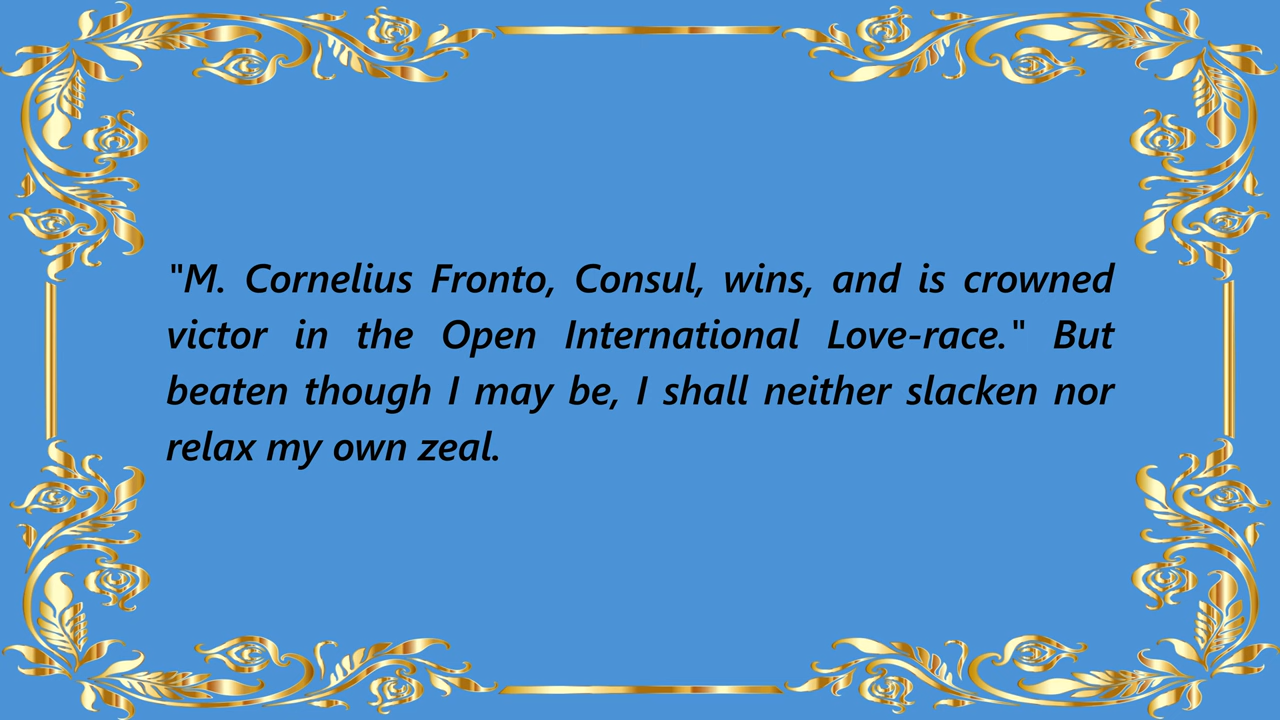 "M. Cornelius Fronto, Consul, wins, and is crowned
victor in the Open International Love-race." But
beaten though I may be, I shall neither slacken nor
relax my own zeal.